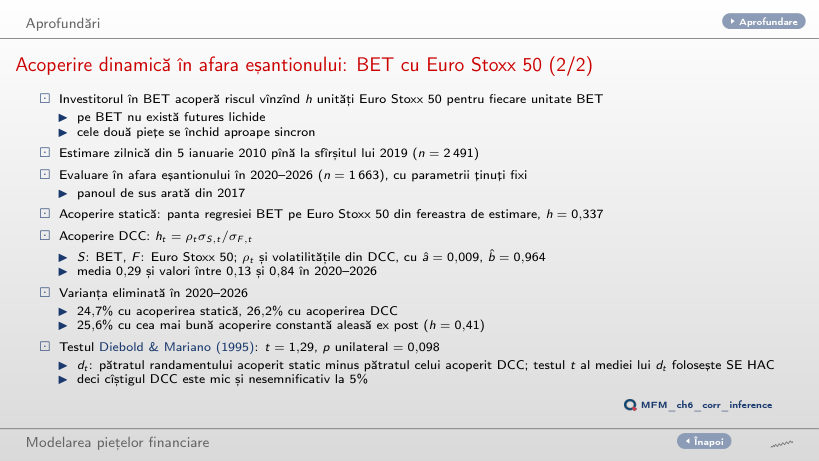 Aprofundări
Aprofundare
Acoperire dinamică în afara eșantionului: BET cu Euro Stoxx 50 (2/2)
Investitorul în BET acoperă riscul vînzînd h unități Euro Stoxx 50 pentru fiecare unitate BET
pe BET nu există futures lichide
cele două piețe se închid aproape sincron
Estimare zilnică din 5 ianuarie 2010 pînă la sfîrșitul lui 2019 (n = 2 491)
Evaluare în afara eșantionului în 2020–2026 (n = 1 663), cu parametrii ținuți fixi
panoul de sus arată din 2017
Acoperire statică: panta regresiei BET pe Euro Stoxx 50 din fereastra de estimare, h = 0,337
Acoperire DCC: h_t = ρ_t σ_{S,t}/σ_{F,t}
S: BET, F: Euro Stoxx 50; ρ_t și volatilitățile din DCC, cu â = 0,009, b̂ = 0,964
media 0,29 și valori între 0,13 și 0,84 în 2020–2026
Varianța eliminată în 2020–2026
24,7% cu acoperirea statică, 26,2% cu acoperirea DCC
25,6% cu cea mai bună acoperire constantă aleasă ex post (h = 0,41)
Testul Diebold & Mariano (1995): t = 1,29, p unilateral = 0,098
d_t: pătratul randamentului acoperit static minus pătratul celui acoperit DCC; testul t al mediei lui d_t folosește SE HAC
deci cîștigul DCC este mic și nesemnificativ la 5%
MFM_ch6_corr_inference
Modelarea piețelor financiare
Înapoi